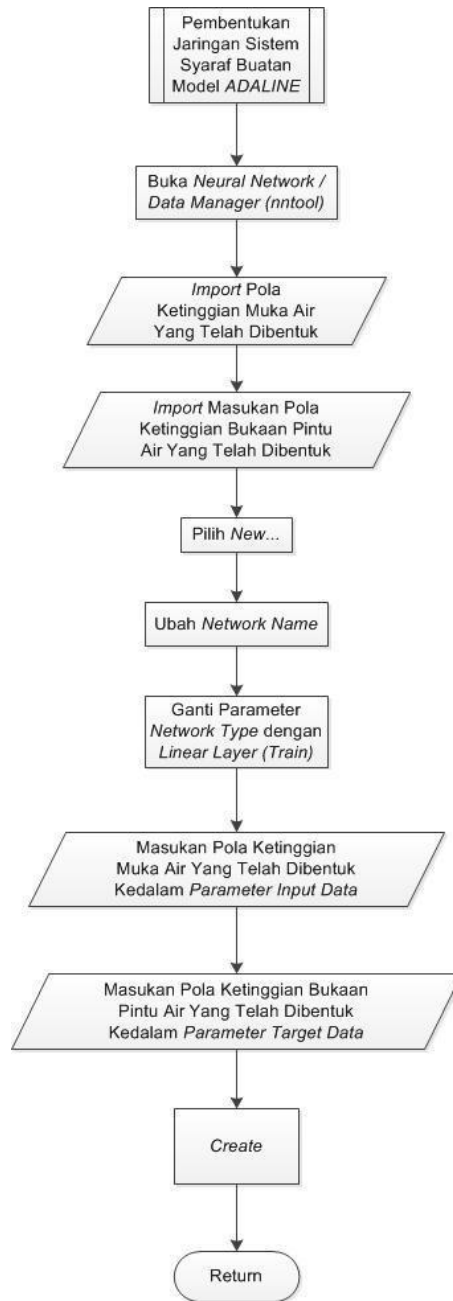 Pembentukan
Jaringan Sistem
Syaraf Buatan
Model ADALINE
Buka Neural Network /
Data Manager (nntool)
Import Pola
Ketinggian Muka Air
Yang Telah Dibentuk
Import Masukan Pola
Ketinggian Bukaan Pintu
Air Yang Telah Dibentuk
Pilih New...
Ubah Network Name
Ganti Parameter
Network Type dengan
Linear Layer (Train)
Masukan Pola Ketinggian
Muka Air Yang Telah Dibentuk
Kedalam Parameter Input Data
Masukan Pola Ketinggian Bukaan
Pintu Air Yang Telah Dibentuk
Kedalam Parameter Target Data
Create
Return